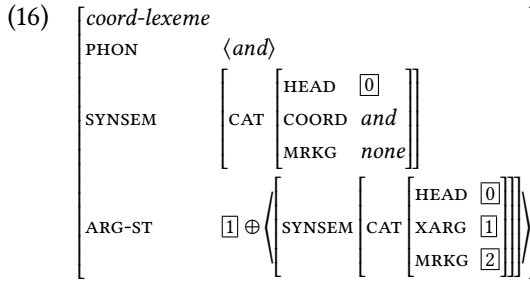 (16) [coord-lexeme
PHON ⟨and⟩
SYNSEM [CAT [HEAD [0]
COORD and
MRKG none]]
ARG-ST [1] ⊕ ⟨[SYNSEM [CAT [HEAD [0]
XARG [1]
MRKG [2]]]]⟩]